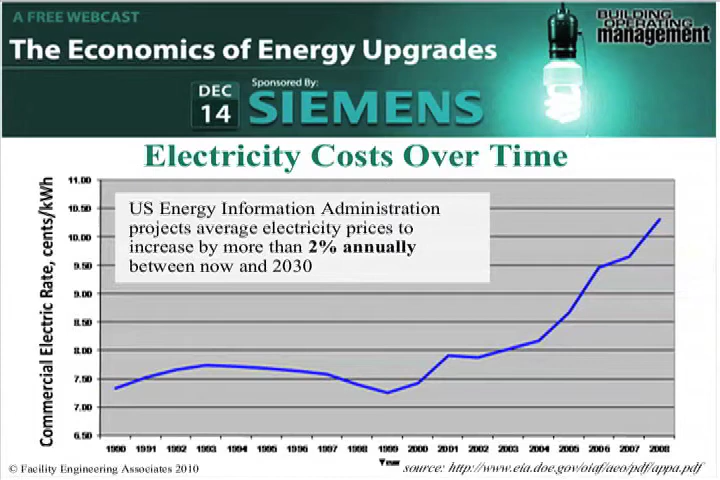 A FREE WEBCAST
The Economics of Energy Upgrades
DEC
14
Sponsored By:
SIEMENS
BUILDING
OPERATING
management
Electricity Costs Over Time
US Energy Information Administration
projects average electricity prices to
increase by more than 2% annually
between now and 2030
Commercial Electric Rate, cents/kWh
11.00
10.50
10.00
9.50
9.00
8.50
8.00
7.50
7.00
6.50
1990 1991 1992 1993 1994 1995 1996 1997 1998 1999 2000 2001 2002 2003 2004 2005 2006 2007 2008
Year
© Facility Engineering Associates 2010
source: http://www.eia.doe.gov/oiaf/aeo/pdf/appa.pdf